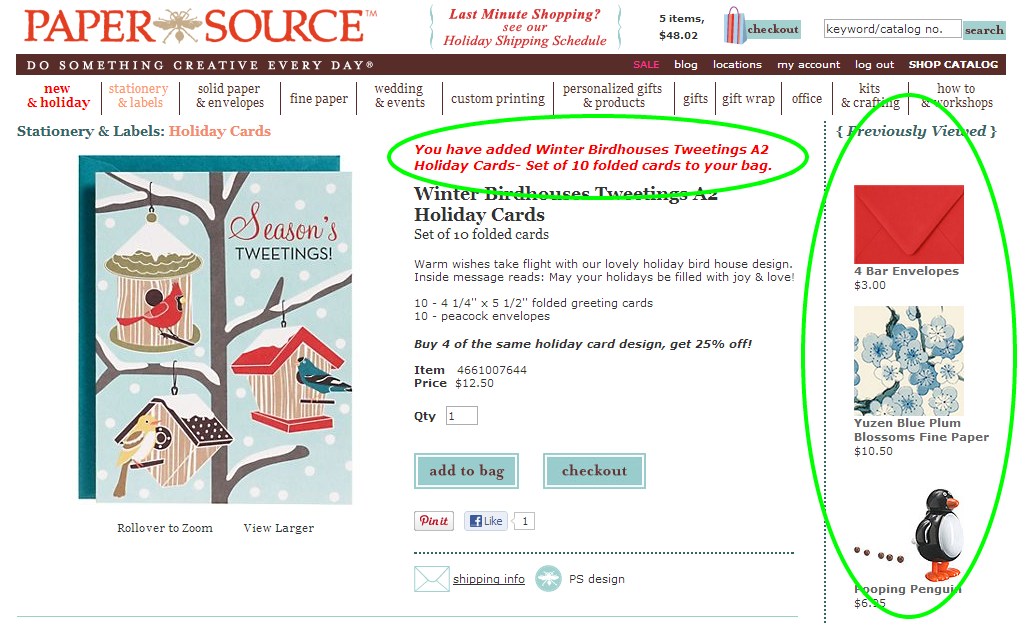 PAPER SOURCE™
Last Minute Shopping?
see our
Holiday Shipping Schedule
5 items,
$48.02
checkout
keyword/catalog no.
search
DO SOMETHING CREATIVE EVERY DAY®
SALE blog locations my account log out SHOP CATALOG
new
& holiday
stationery
& labels
solid paper
& envelopes
fine paper
wedding
& events
custom printing
personalized gifts
& products
gifts
gift wrap
office
kits
& crafting
how to
& workshops
Stationery & Labels: Holiday Cards
Season's
TWEETINGS!
Rollover to Zoom View Larger
You have added Winter Birdhouses Tweetings A2
Holiday Cards- Set of 10 folded cards to your bag.
Winter Birdhouses Tweetings A2
Holiday Cards
Set of 10 folded cards
Warm wishes take flight with our lovely holiday bird house design.
Inside message reads: May your holidays be filled with joy & love!
10 - 4 1/4" x 5 1/2" folded greeting cards
10 - peacock envelopes
Buy 4 of the same holiday card design, get 25% off!
Item 4661007644
Price $12.50
Qty 1
add to bag
checkout
Pin it
Like 1
shipping info
PS design
{ Previously Viewed }
4 Bar Envelopes
$3.00
Yuzen Blue Plum
Blossoms Fine Paper
$10.50
Pooping Penguin
$6.95